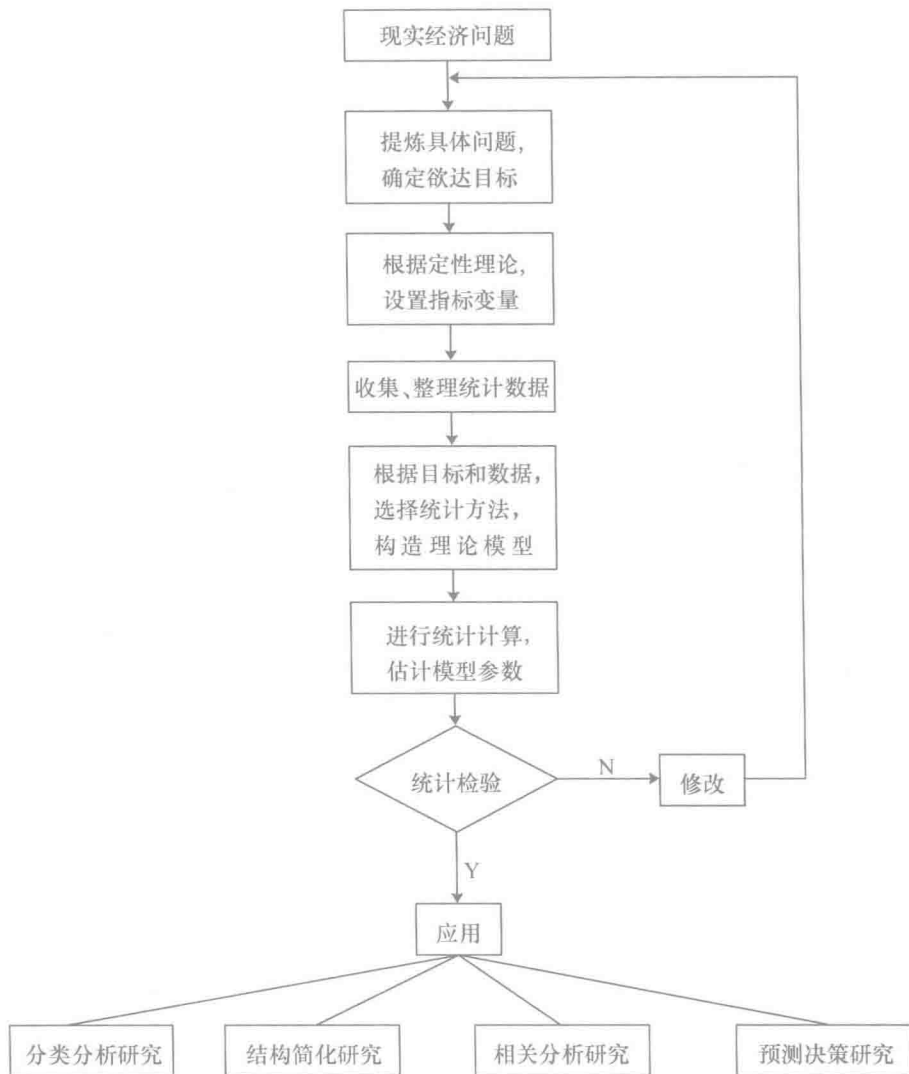 现实经济问题
提炼具体问题，
确定欲达目标
根据定性理论，
设置指标变量
收集、整理统计数据
根据目标和数据，
选择统计方法，
构造理论模型
进行统计计算，
估计模型参数
统计检验
N
修改
Y
应用
分类分析研究
结构简化研究
相关分析研究
预测决策研究